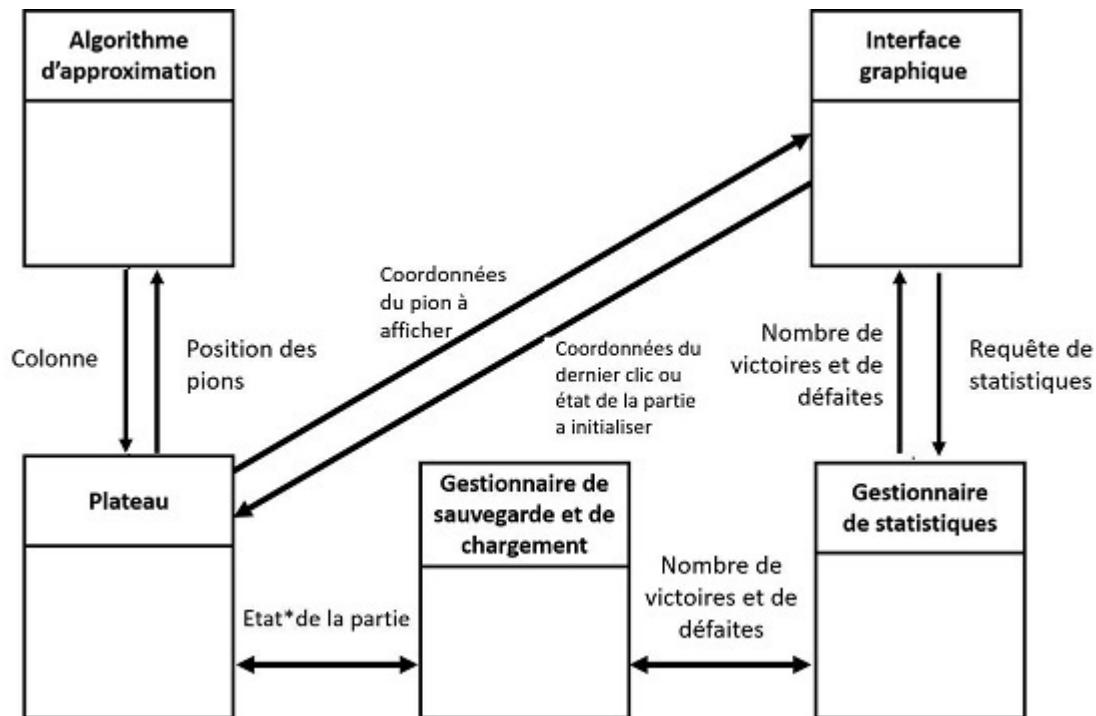 Algorithme
d'approximation
Interface
graphique
Coordonnées
du pion à
afficher
Colonne
Position des
pions
Coordonnées du
dernier clic ou
état de la partie
a initialiser
Nombre de
victoires et de
défaites
Requête de
statistiques
Plateau
Gestionnaire de
sauvegarde et de
chargement
Gestionnaire
de statistiques
Etat*de la partie
Nombre de
victoires et de
défaites